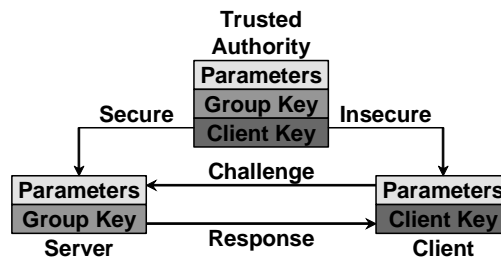 Trusted
Authority
Parameters
Group Key
Client Key
Secure
Insecure
Challenge
Parameters
Group Key
Server
Response
Parameters
Client Key
Client